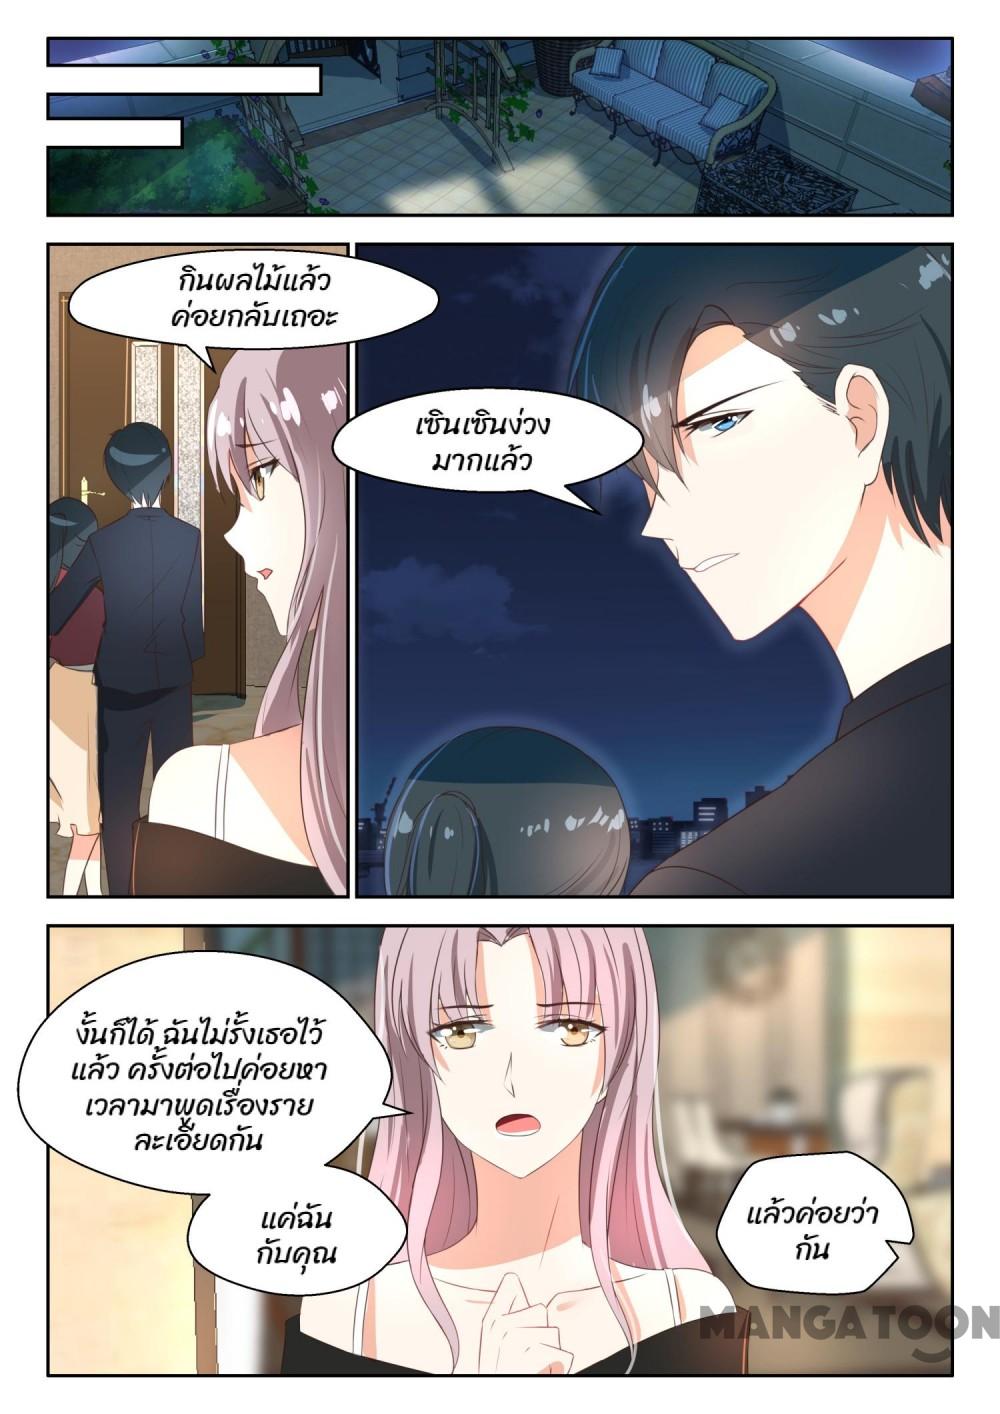 กินผลไม้แล้ว
ค่อยกลับเถอะ
เซินเซินง่วง
มากแล้ว
งั้นก็ได้ ฉันไม่รั้งเธอไว้
แล้ว ครั้งต่อไปค่อยหา
เวลามาพูดเรื่องราย
ละเอียดกัน
แค่ฉัน
กับคุณ
แล้วค่อยว่า
กัน
MANGATOON